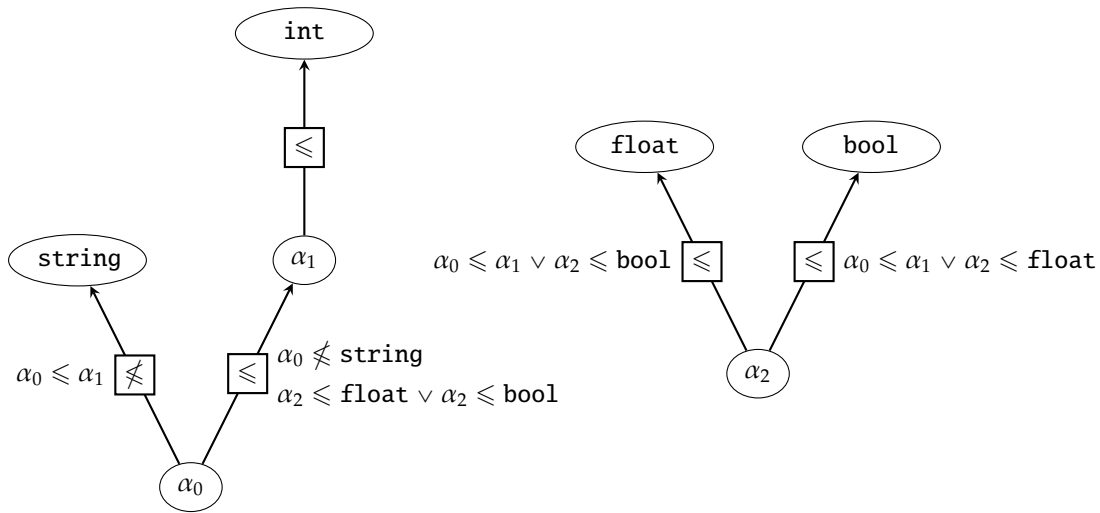 int
⩽
float
bool
string
α₁
α₀ ⩽ α₁ ∨ α₂ ⩽ bool
⩽
⩽
α₀ ⩽ α₁ ∨ α₂ ⩽ float
α₀ ⩽ α₁
⩽̸
⩽
α₀ ⩽̸ string
α₂ ⩽ float ∨ α₂ ⩽ bool
α₂
α₀